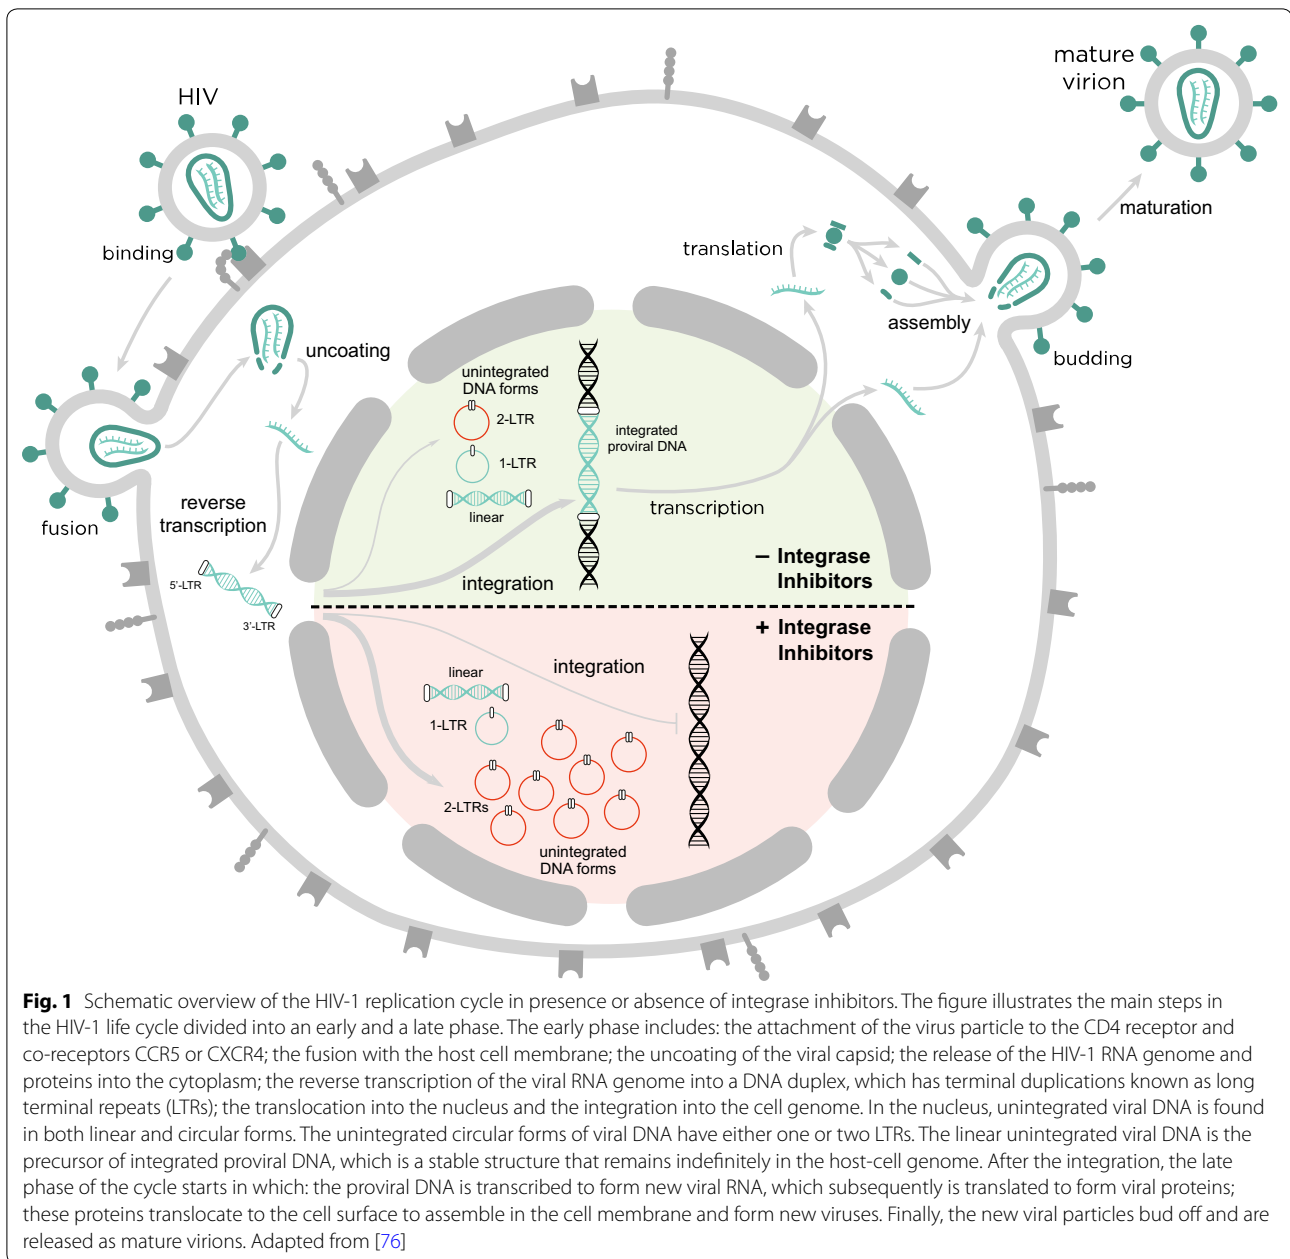 HIV
mature
virion
binding
maturation
translation
uncoating
assembly
budding
unintegrated
DNA forms
2-LTR
integrated
proviral DNA
1-LTR
reverse
transcription
linear
transcription
fusion
– Integrase
Inhibitors
integration
5'-LTR
3'-LTR
+ Integrase
Inhibitors
integration
linear
1-LTR
2-LTRs
unintegrated
DNA forms
Fig. 1 Schematic overview of the HIV-1 replication cycle in presence or absence of integrase inhibitors. The figure illustrates the main steps in
the HIV-1 life cycle divided into an early and a late phase. The early phase includes: the attachment of the virus particle to the CD4 receptor and
co-receptors CCR5 or CXCR4; the fusion with the host cell membrane; the uncoating of the viral capsid; the release of the HIV-1 RNA genome and
proteins into the cytoplasm; the reverse transcription of the viral RNA genome into a DNA duplex, which has terminal duplications known as long
terminal repeats (LTRs); the translocation into the nucleus and the integration into the cell genome. In the nucleus, unintegrated viral DNA is found
in both linear and circular forms. The unintegrated circular forms of viral DNA have either one or two LTRs. The linear unintegrated viral DNA is the
precursor of integrated proviral DNA, which is a stable structure that remains indefinitely in the host-cell genome. After the integration, the late
phase of the cycle starts in which: the proviral DNA is transcribed to form new viral RNA, which subsequently is translated to form viral proteins;
these proteins translocate to the cell surface to assemble in the cell membrane and form new viruses. Finally, the new viral particles bud off and are
released as mature virions. Adapted from [76]